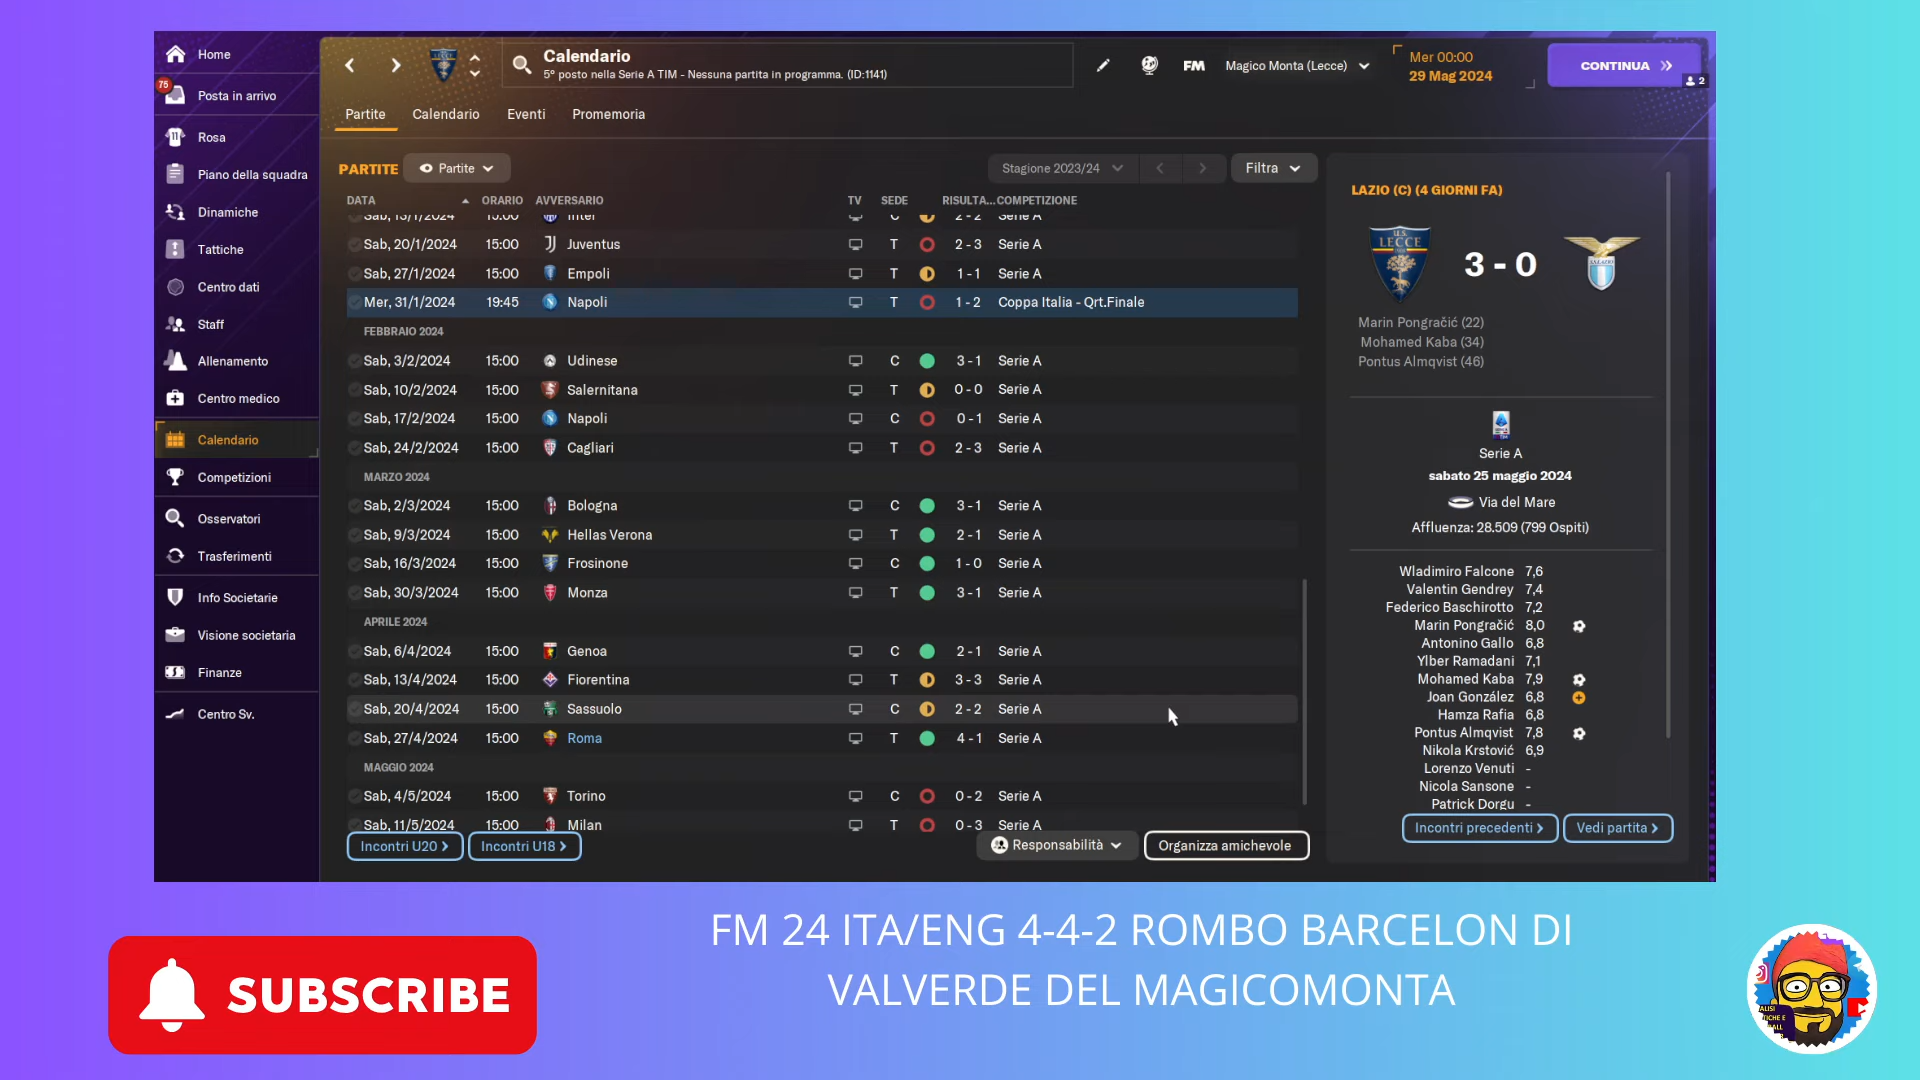 Home
75
Posta in arrivo
Rosa
Piano della squadra
Dinamiche
Tattiche
Centro dati
Staff
Allenamento
Centro medico
Calendario
Competizioni
Osservatori
Trasferimenti
Info Societarie
Visione societaria
Finanze
Centro Sv.
Calendario
5° posto nella Serie A TIM - Nessuna partita in programma. (ID:1141)
FM
Magico Monta (Lecce)
Mer 00:00
29 Mag 2024
CONTINUA
2
Partite Calendario Eventi Promemoria
PARTITE Partite Stagione 2023/24 Filtra
DATA ORARIO AVVERSARIO TV SEDE RISULTA... COMPETIZIONE
Sab, 13/1/2024 15:00 Inter C 2 - 2 Serie A
Sab, 20/1/2024 15:00 Juventus T 2 - 3 Serie A
Sab, 27/1/2024 15:00 Empoli T 1 - 1 Serie A
Mer, 31/1/2024 19:45 Napoli T 1 - 2 Coppa Italia - Qrt.Finale
FEBBRAIO 2024
Sab, 3/2/2024 15:00 Udinese C 3 - 1 Serie A
Sab, 10/2/2024 15:00 Salernitana T 0 - 0 Serie A
Sab, 17/2/2024 15:00 Napoli C 0 - 1 Serie A
Sab, 24/2/2024 15:00 Cagliari T 2 - 3 Serie A
MARZO 2024
Sab, 2/3/2024 15:00 Bologna C 3 - 1 Serie A
Sab, 9/3/2024 15:00 Hellas Verona T 2 - 1 Serie A
Sab, 16/3/2024 15:00 Frosinone C 1 - 0 Serie A
Sab, 30/3/2024 15:00 Monza T 3 - 1 Serie A
APRILE 2024
Sab, 6/4/2024 15:00 Genoa C 2 - 1 Serie A
Sab, 13/4/2024 15:00 Fiorentina T 3 - 3 Serie A
Sab, 20/4/2024 15:00 Sassuolo C 2 - 2 Serie A
Sab, 27/4/2024 15:00 Roma T 4 - 1 Serie A
MAGGIO 2024
Sab, 4/5/2024 15:00 Torino C 0 - 2 Serie A
Sab, 11/5/2024 15:00 Milan T 0 - 3 Serie A
Incontri U20 Incontri U18 Responsabilità Organizza amichevole
LAZIO (C) (4 GIORNI FA)
U.S.
LECCE
3 - 0
S.S.LAZIO
Marin Pongračić (22)
Mohamed Kaba (34)
Pontus Almqvist (46)
Serie A
sabato 25 maggio 2024
Via del Mare
Affluenza: 28.509 (799 Ospiti)
Wladimiro Falcone 7,6
Valentin Gendrey 7,4
Federico Baschirotto 7,2
Marin Pongračić 8,0
Antonino Gallo 6,8
Ylber Ramadani 7,1
Mohamed Kaba 7,9
Joan González 6,8
Hamza Rafia 6,8
Pontus Almqvist 7,8
Nikola Krstović 6,9
Lorenzo Venuti -
Nicola Sansone -
Patrick Dorgu -
Incontri precedenti Vedi partita
SUBSCRIBE
FM 24 ITA/ENG 4-4-2 ROMBO BARCELON DI
VALVERDE DEL MAGICOMONTA